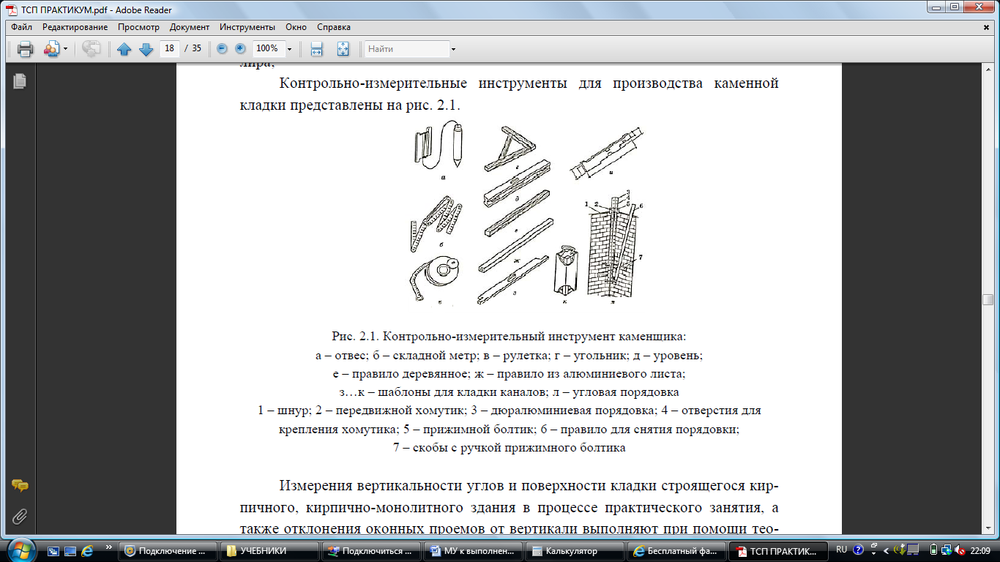 ТСП ПРАКТИКУМ.pdf - Adobe Reader
Файл Редактирование Просмотр Документ Инструменты Окно Справка
18 / 35 100% Найти
лира;
Контрольно-измерительные инструменты для производства каменной
кладки представлены на рис. 2.1.
а г и
д
1 2 3 4 5 6
б е
ж 7
в з к л
Рис. 2.1. Контрольно-измерительный инструмент каменщика:
а – отвес; б – складной метр; в – рулетка; г – угольник; д – уровень;
е – правило деревянное; ж – правило из алюминиевого листа;
з…к – шаблоны для кладки каналов; л – угловая порядовка
1 – шнур; 2 – передвижной хомутик; 3 – дюралюминиевая порядовка; 4 – отверстия для
крепления хомутика; 5 – прижимной болтик; 6 – правило для снятия порядовки;
7 – скобы с ручкой прижимного болтика
Измерения вертикальности углов и поверхности кладки строящегося кир-
пичного, кирпично-монолитного здания в процессе практического занятия, а
также отклонения оконных проемов от вертикали выполняют при помощи тео-
» Подключение ... УЧЕБНИКИ Подключиться ... МУ к выполнен... Калькулятор Бесплатный фа... ТСП ПРАКТИК... RU 22:09